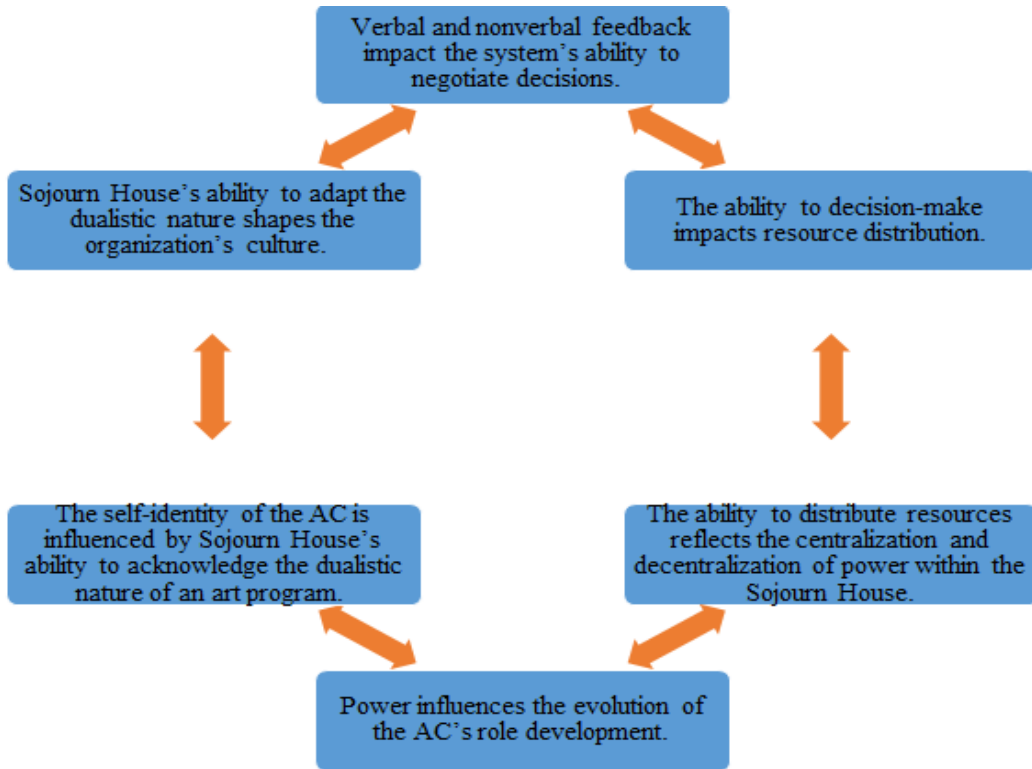 Verbal and nonverbal feedback
impact the system's ability to
negotiate decisions.
Sojourn House's ability to adapt the
dualistic nature shapes the
organization's culture.
The ability to decision-make
impacts resource distribution.
The self-identity of the AC is
influenced by Sojourn House's
ability to acknowledge the dualistic
nature of an art program.
The ability to distribute resources
reflects the centralization and
decentralization of power within the
Sojourn House.
Power influences the evolution of
the AC's role development.